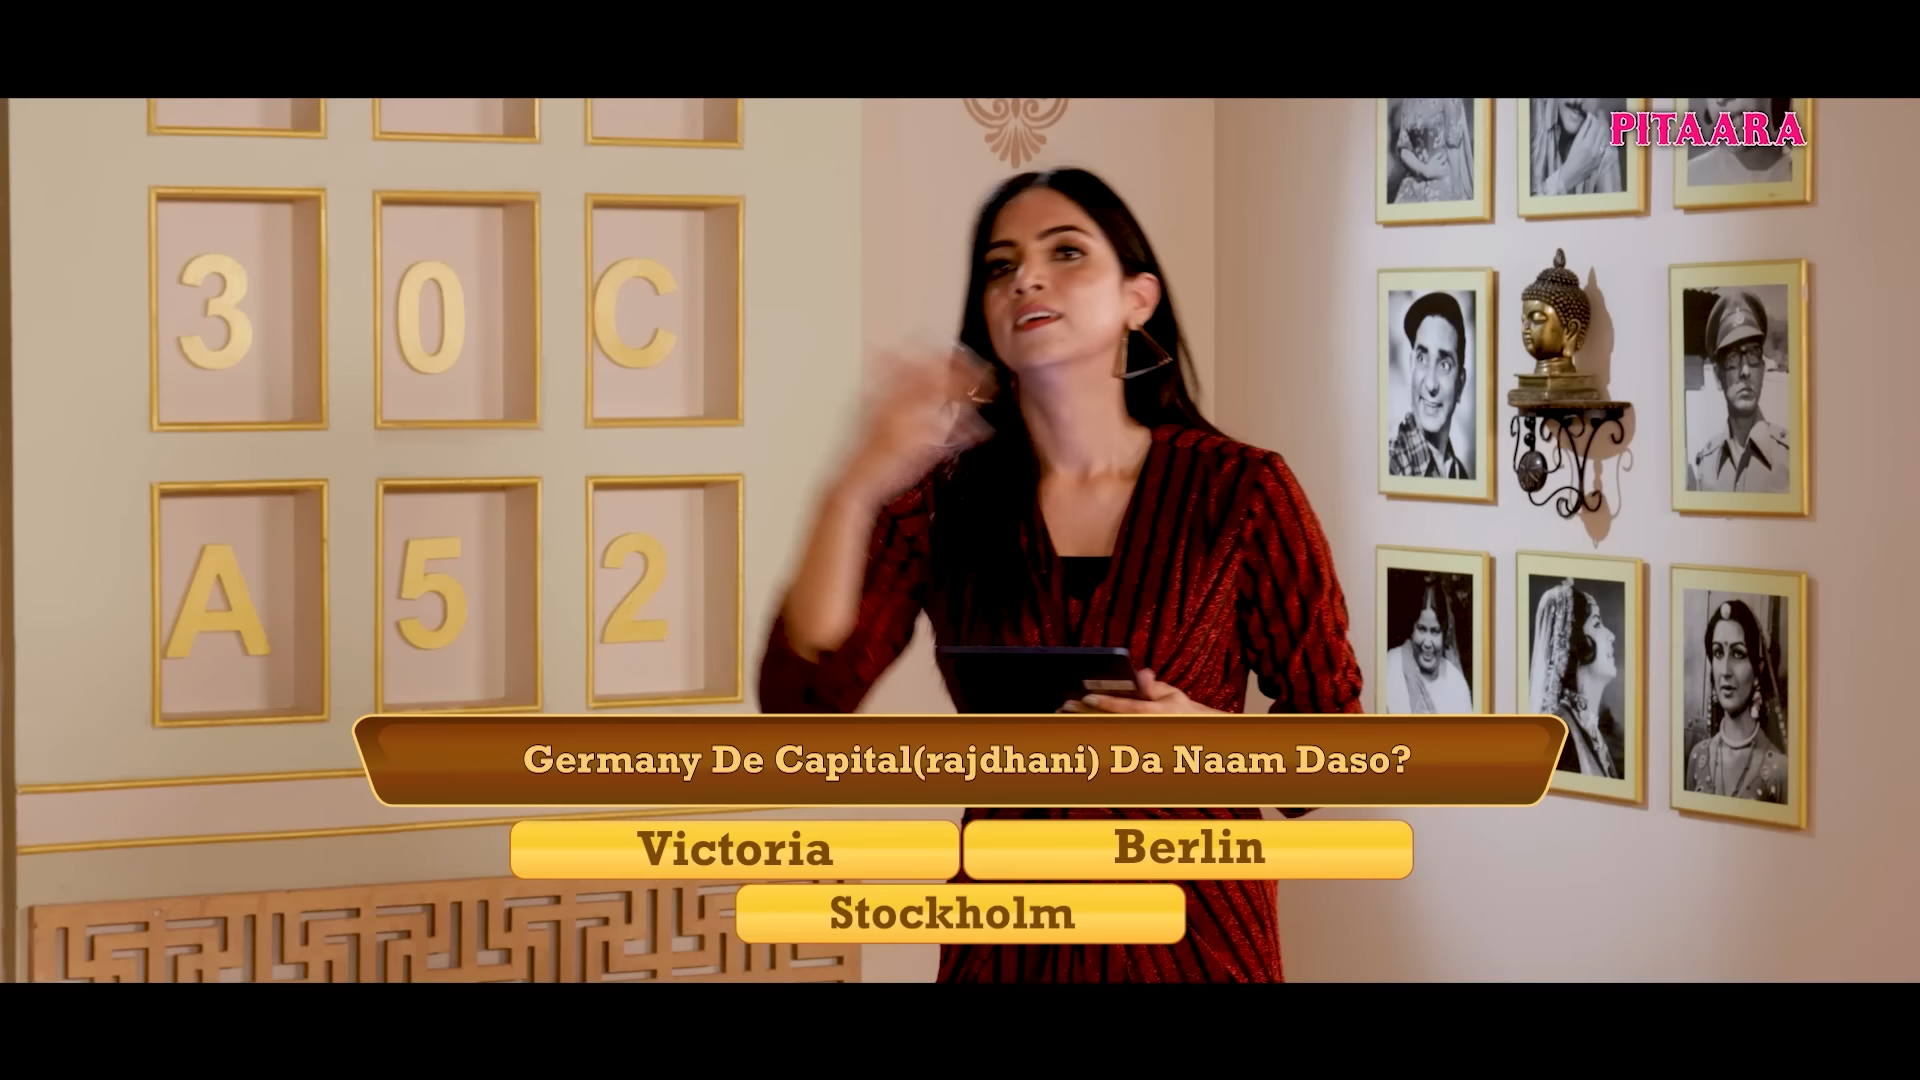 PITAARA
3 0 C
A 5 2
Germany De Capital(rajdhani) Da Naam Daso?
Victoria
Berlin
Stockholm